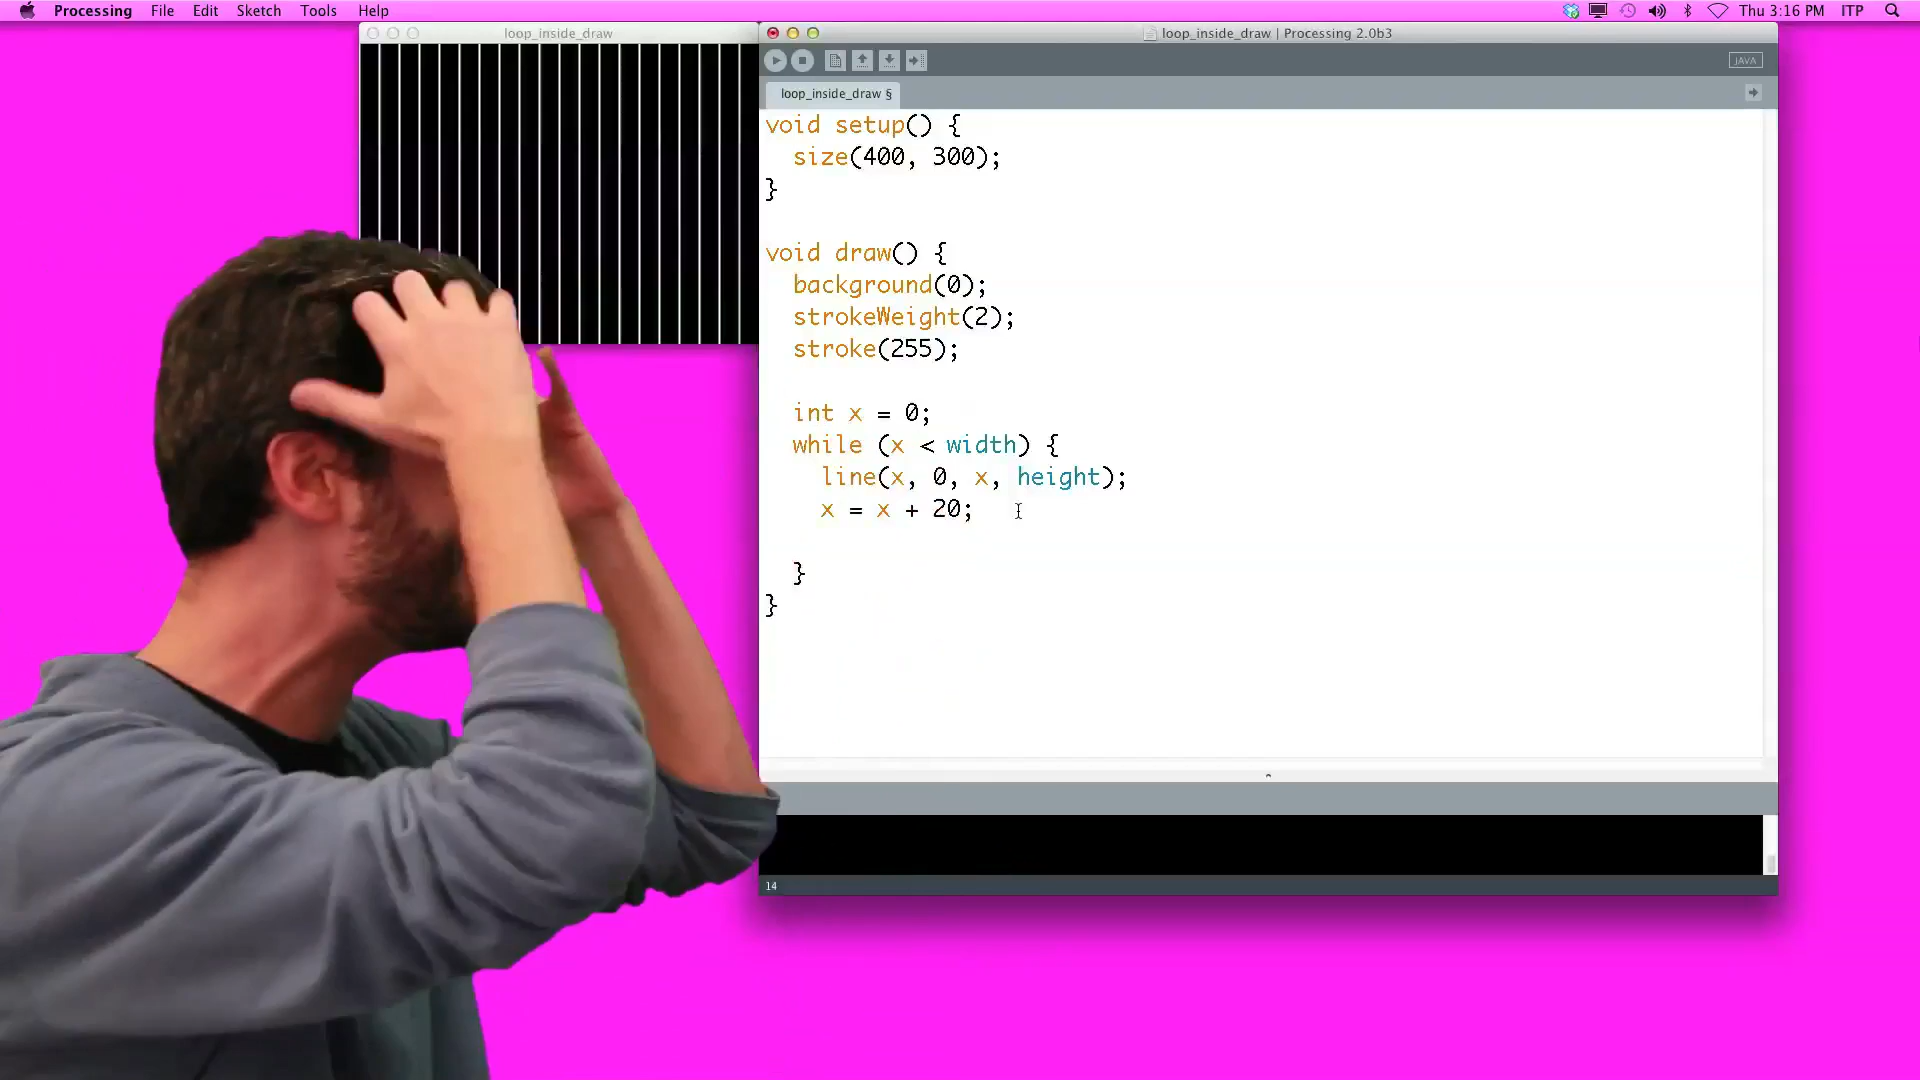 Processing File Edit Sketch Tools Help
Thu 3:16 PM ITP
loop_inside_draw
loop_inside_draw | Processing 2.0b3
JAVA
loop_inside_draw §
void setup() {
size(400, 300);
}
void draw() {
background(0);
strokeWeight(2);
stroke(255);
int x = 0;
while (x < width) {
line(x, 0, x, height);
x = x + 20;
}
}
14